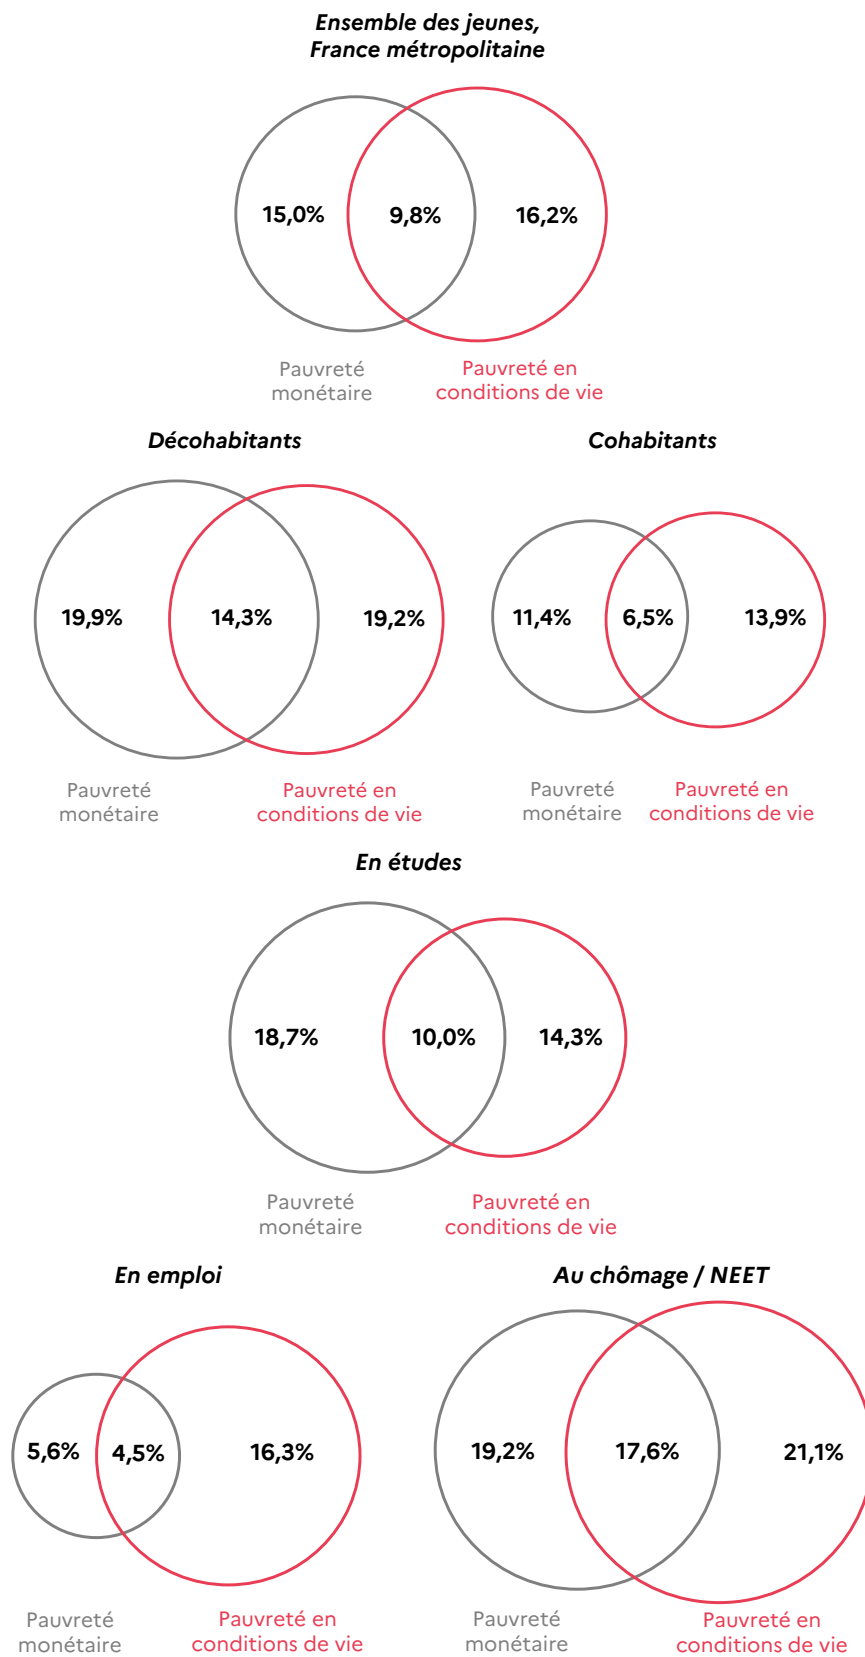 Ensemble des jeunes,
France métropolitaine
15,0%
9,8%
16,2%
Pauvreté
monétaire
Pauvreté en
conditions de vie
Décohabitants
19,9%
14,3%
19,2%
Pauvreté
monétaire
Pauvreté en
conditions de vie
Cohabitants
11,4%
6,5%
13,9%
Pauvreté
monétaire
Pauvreté en
conditions de vie
En études
18,7%
10,0%
14,3%
Pauvreté
monétaire
Pauvreté en
conditions de vie
En emploi
5,6%
4,5%
16,3%
Pauvreté
monétaire
Pauvreté en
conditions de vie
Au chômage / NEET
19,2%
17,6%
21,1%
Pauvreté
monétaire
Pauvreté en
conditions de vie